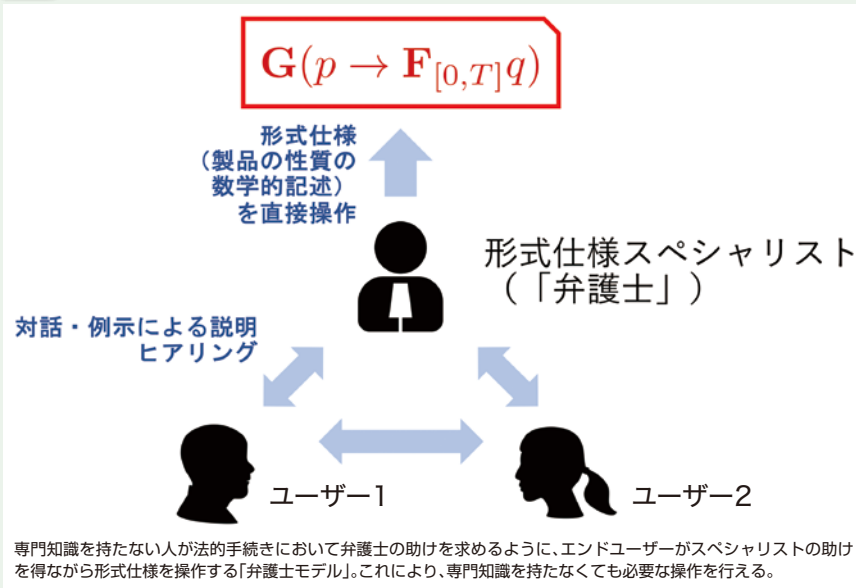 G(p → F[0,T]q)
形式仕様
（製品の性質の
数学的記述）
を直接操作
形式仕様スペシャリスト
（「弁護士」）
対話・例示による説明
ヒアリング
ユーザー1
ユーザー2
専門知識を持たない人が法的手続きにおいて弁護士の助けを求めるように、エンドユーザーがスペシャリストの助け
を得ながら形式仕様を操作する「弁護士モデル」。これにより、専門知識を持たなくても必要な操作を行える。